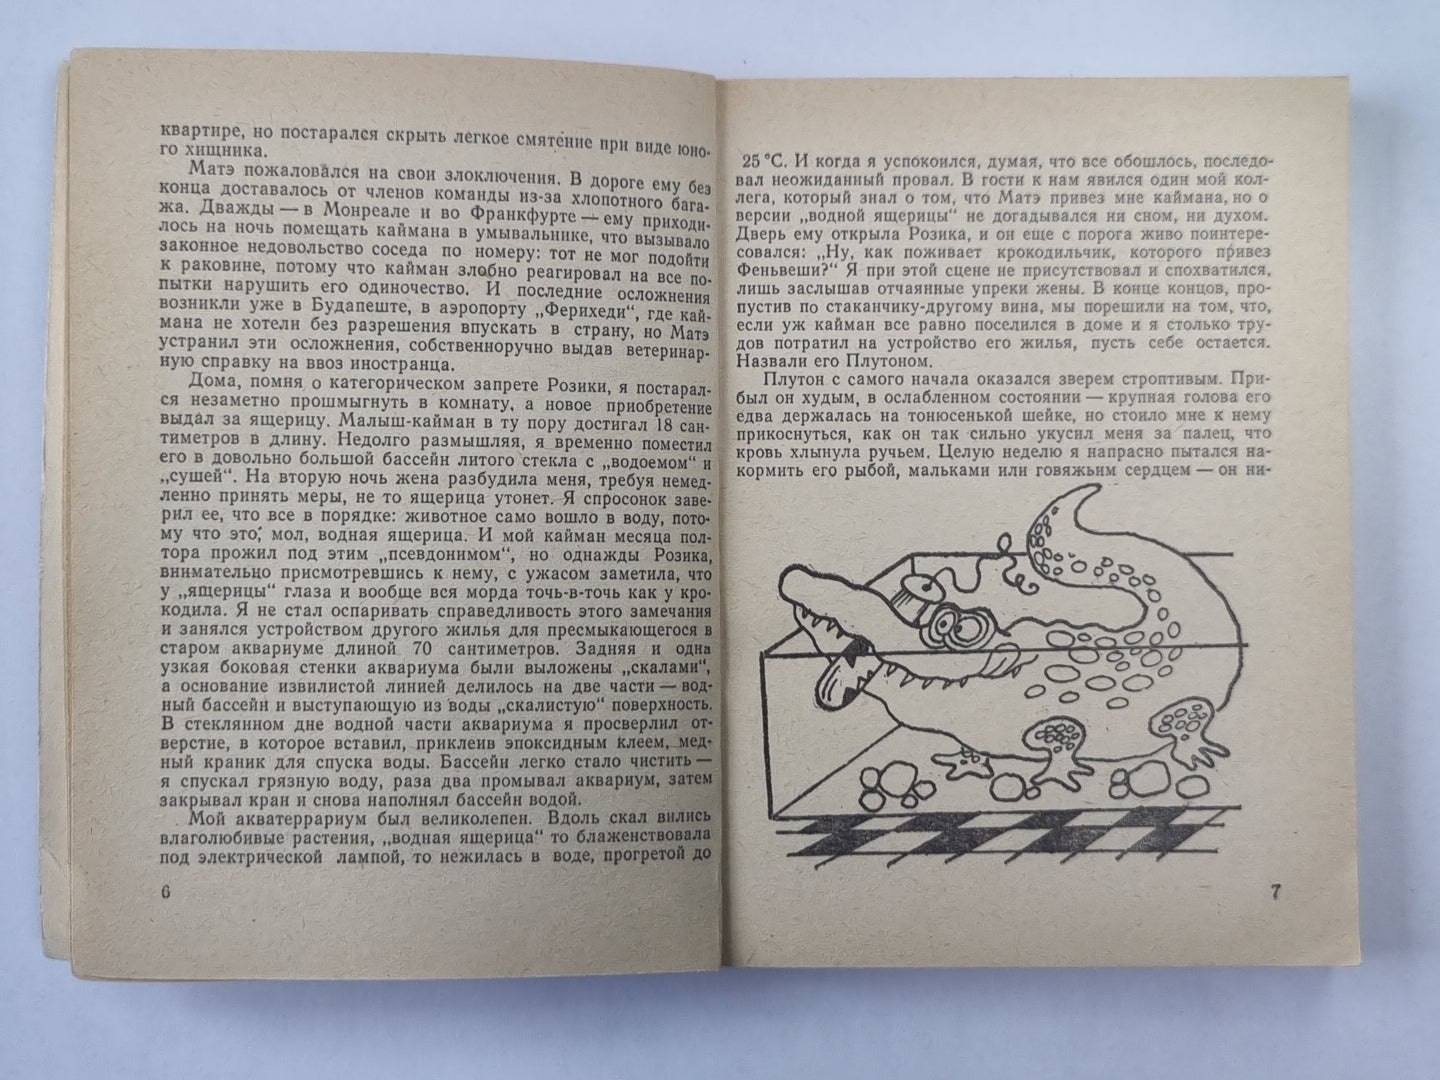 квартире, но постарался скрыть легкое смятение при виде юно-
го хищника.
Матэ пожаловался на свои злоключения. В дороге ему без
конца доставалось от членов команды из-за хлопотного бага-
жа. Дважды — в Монреале и во Франкфурте — ему приходи-
лось на ночь помещать каймана в умывальнике, что вызывало
законное недовольство соседа по номеру: тот не мог подойти
к раковине, потому что кайман злобно реагировал на все по-
пытки нарушить его одиночество. И последние осложнения
возникли уже в Будапеште, в аэропорту „Ферихеди“, где кай-
мана не хотели без разрешения впускать в страну, но Матэ
устранил эти осложнения, собственноручно выдав ветеринар-
ную справку на ввоз иностранца.
Дома, помня о категорическом запрете Розики, я постарал-
ся незаметно прошмыгнуть в комнату, а новое приобретение
выдал за ящерицу. Малыш-кайман в ту пору достигал 18 сан-
тиметров в длину. Недолго размышляя, я временно поместил
его в довольно большой бассейн литого стекла с „водоемом“ и
„сушей“. На вторую ночь жена разбудила меня, требуя немед-
ленно принять меры, не то ящерица утонет. Я спросонок заве-
рил ее, что все в порядке: животное само вошло в воду, пото-
му что это, мол, водная ящерица. И мой кайман месяца пол-
тора прожил под этим „псевдонимом“, но однажды Розика,
внимательно присмотревшись к нему, с ужасом заметила, что
у „ящерицы“ глаза и вообще вся морда точь-в-точь как у кро-
кодила. Я не стал оспаривать справедливость этого замечания
и занялся устройством другого жилья для пресмыкающегося в
старом аквариуме длиной 70 сантиметров. Задняя и одна
узкая боковая стенки аквариума были выложены „скалами“,
а основание извилистой линией делилось на две части — вод-
ный бассейн и выступающую из воды „скалистую“ поверхность.
В стеклянном дне водной части аквариума я просверлил от-
верстие, в которое вставил, приклеив эпоксидным клеем, мед-
ный краник для спуска воды. Бассейн легко стало чистить —
я спускал грязную воду, раза два промывал аквариум, затем
закрывал кран и снова наполнял бассейн водой.
Мой акватеррариум был великолепен. Вдоль скал вились
влаголюбивые растения, „водная ящерица“ то блаженствовала
под электрической лампой, то нежилась в воде, прогретой до
6
25 °С. И когда я успокоился, думая, что все обошлось, последо-
вал неожиданный провал. В гости к нам явился один мой кол-
лега, который знал о том, что Матэ привез мне каймана, но о
версии „водной ящерицы“ не догадывался ни сном, ни духом.
Дверь ему открыла Розика, и он еще с порога живо поинтере-
совался: „Ну, как поживает крокодильчик, которого привез
Феньвеши?“ Я при этой сцене не присутствовал и спохватился,
лишь заслышав отчаянные упреки жены. В конце концов, про-
пустив по стаканчику-другому вина, мы порешили на том, что,
если уж кайман все равно поселился в доме и я столько тру-
дов потратил на устройство его жилья, пусть себе остается.
Назвали его Плутоном.
Плутон с самого начала оказался зверем строптивым. При-
был он худым, в ослабленном состоянии — крупная голова его
едва держалась на тонюсенькой шейке, но стоило мне к нему
прикоснуться, как он так сильно укусил меня за палец, что
кровь хлынула ручьем. Целую неделю я напрасно пытался на-
кормить его рыбой, мальками или говяжьим сердцем — он ни-
7